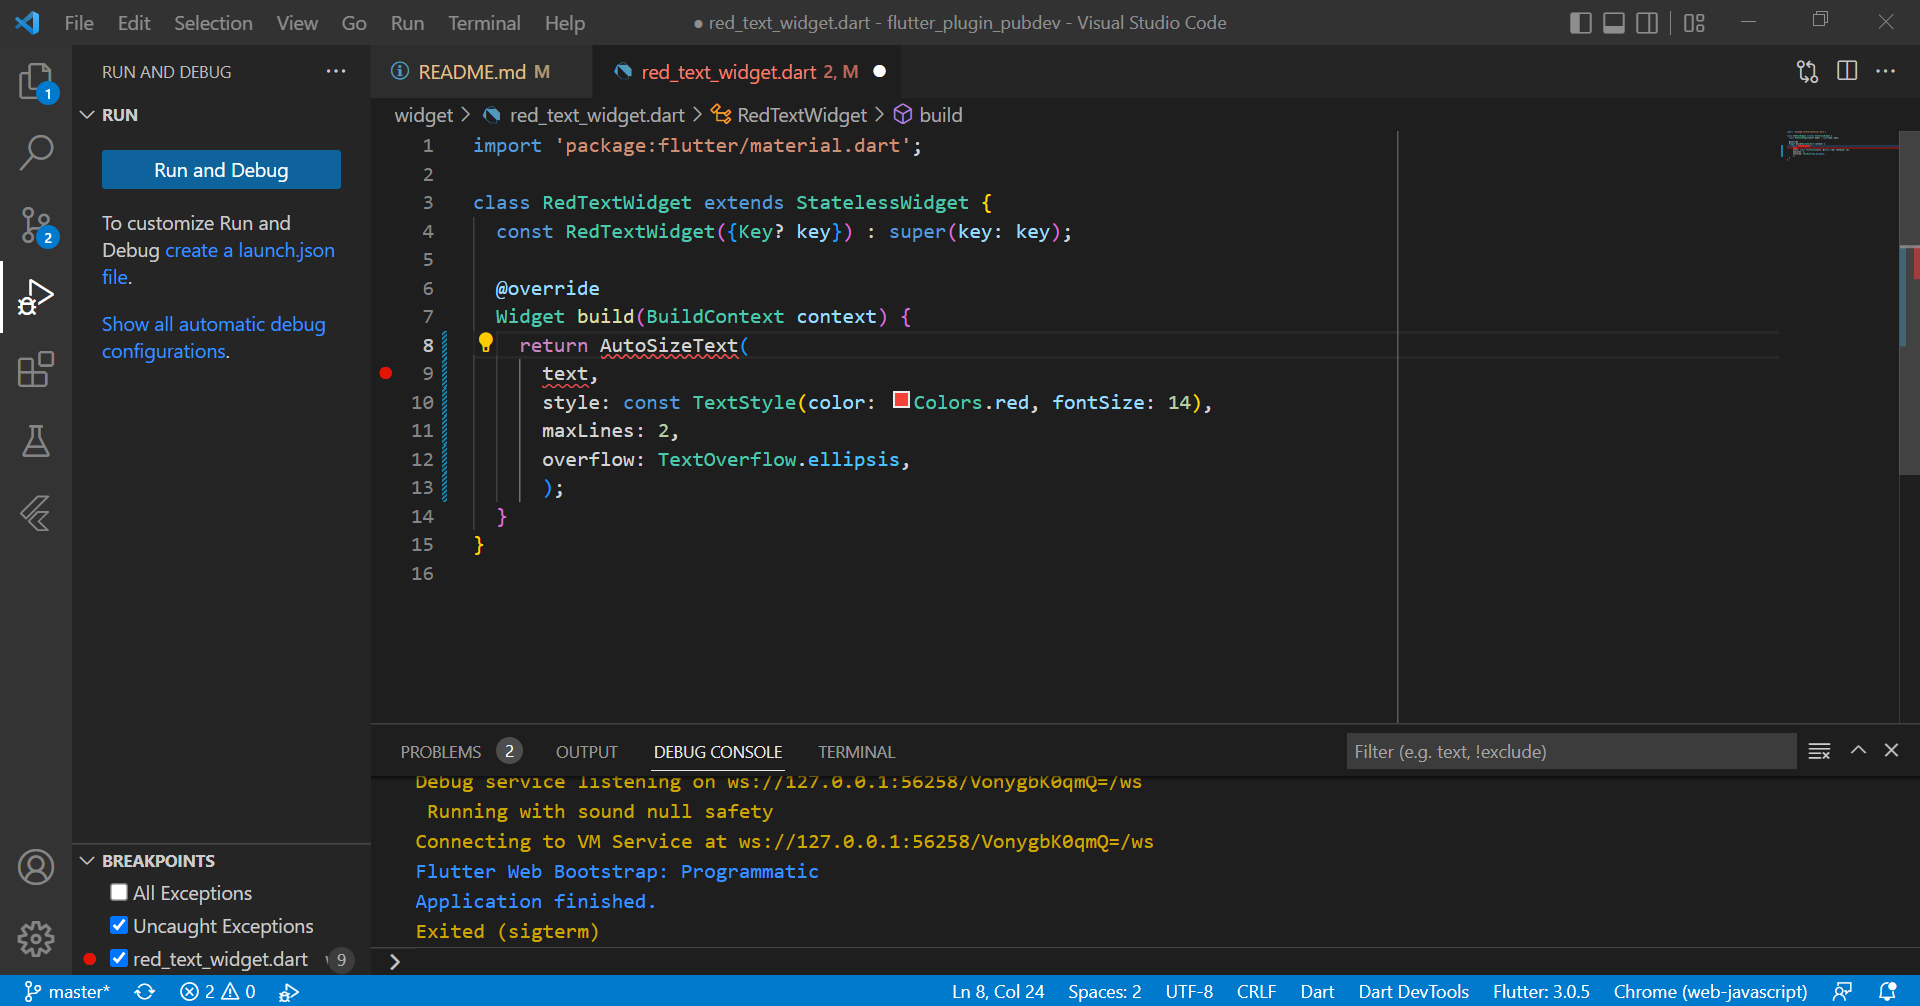 File Edit Selection View Go Run Terminal Help
● red_text_widget.dart - flutter_plugin_pubdev - Visual Studio Code
RUN AND DEBUG ···
README.md M
red_text_widget.dart 2, M
1
RUN
widget > red_text_widget.dart > RedTextWidget > build
Run and Debug
To customize Run and
Debug create a launch.json
file.
Show all automatic debug
configurations.
2
1 import 'package:flutter/material.dart';
2
3 class RedTextWidget extends StatelessWidget {
4 const RedTextWidget({Key? key}) : super(key: key);
5
6 @override
7 Widget build(BuildContext context) {
8 return AutoSizeText(
9 text,
10 style: const TextStyle(color: Colors.red, fontSize: 14),
11 maxLines: 2,
12 overflow: TextOverflow.ellipsis,
13 );
14 }
15 }
16
PROBLEMS 2 OUTPUT DEBUG CONSOLE TERMINAL
Filter (e.g. text, !exclude)
Debug service listening on ws://127.0.0.1:56258/VonygbK0qmQ=/ws
Running with sound null safety
Connecting to VM Service at ws://127.0.0.1:56258/VonygbK0qmQ=/ws
Flutter Web Bootstrap: Programmatic
Application finished.
Exited (sigterm)
>
BREAKPOINTS
All Exceptions
Uncaught Exceptions
red_text_widget.dart 9
master* 2 0
Ln 8, Col 24 Spaces: 2 UTF-8 CRLF Dart Dart DevTools Flutter: 3.0.5 Chrome (web-javascript)